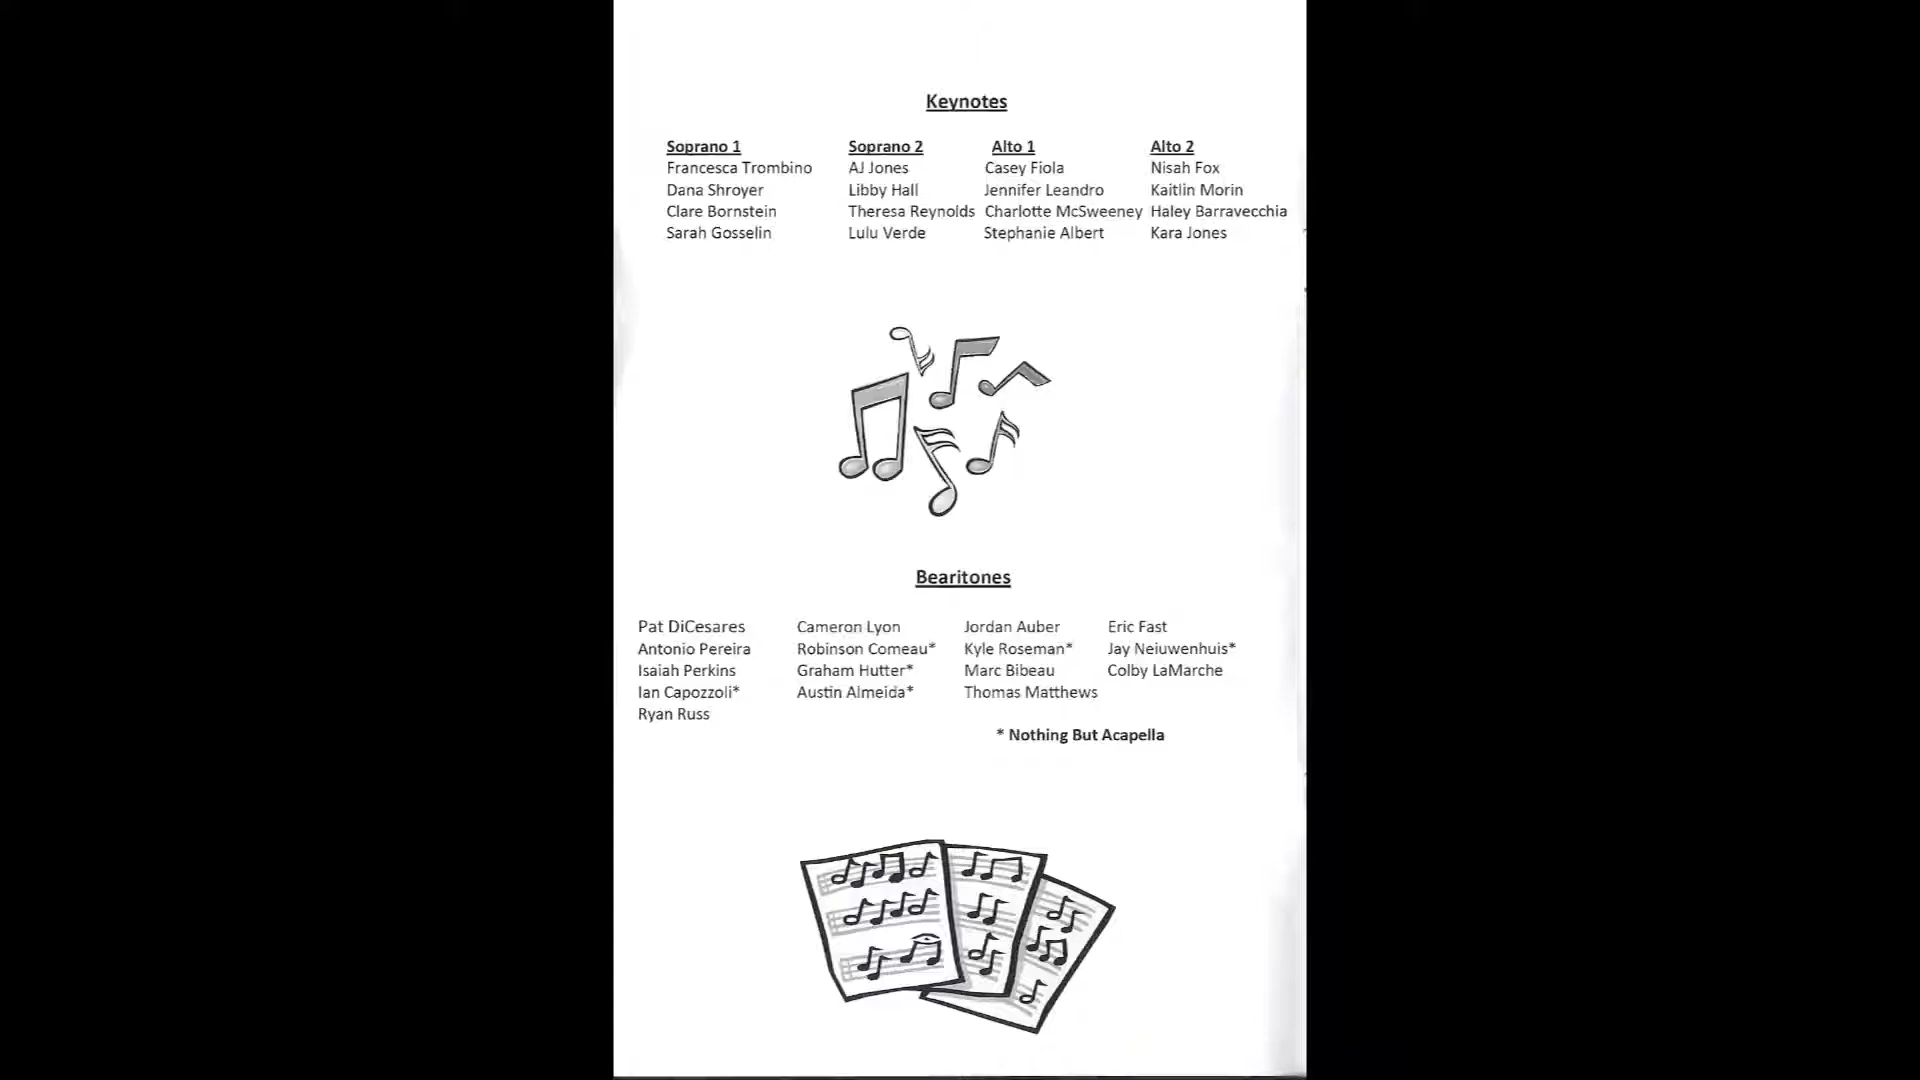 Keynotes
Soprano 1 Soprano 2 Alto 1 Alto 2
Francesca Trombino AJ Jones Casey Fiola Nisah Fox
Dana Shroyer Libby Hall Jennifer Leandro Kaitlin Morin
Clare Bornstein Theresa Reynolds Charlotte McSweeney Haley Barravecchia
Sarah Gosselin Lulu Verde Stephanie Albert Kara Jones
Bearitones
Pat DiCesares Cameron Lyon Jordan Auber Eric Fast
Antonio Pereira Robinson Comeau* Kyle Roseman* Jay Neiuwenhuis*
Isaiah Perkins Graham Hutter* Marc Bibeau Colby LaMarche
Ian Capozzoli* Austin Almeida* Thomas Matthews
Ryan Russ
* Nothing But Acapella